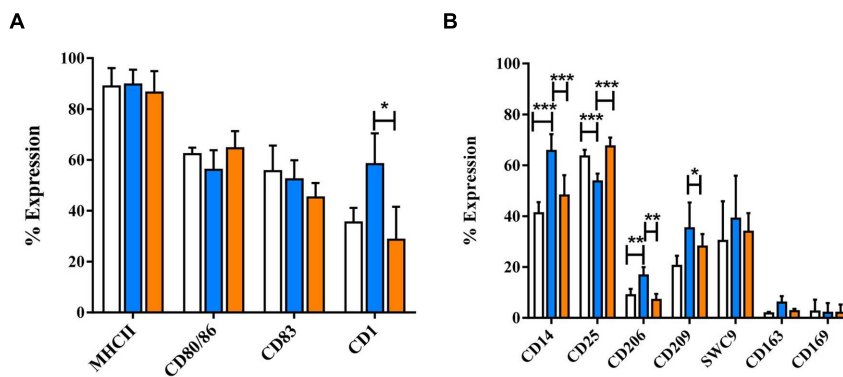 A
B
% Expression
100
80
60
40
20
0
*
MHCII
CD80/86
CD83
CD1
% Expression
100
80
60
40
20
0
***
***
***
***
**
**
*
CD14
CD25
CD206
CD209
SWC9
CD163
CD169